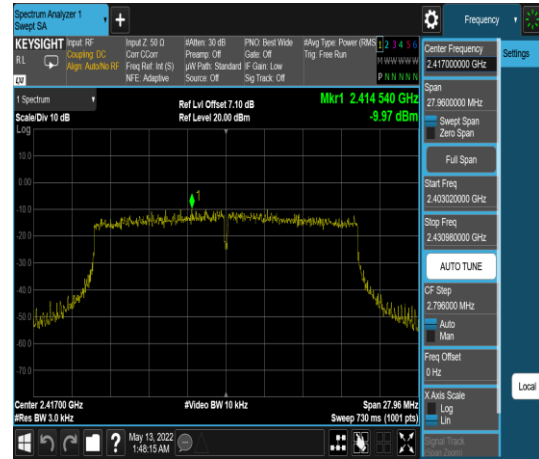 Spectrum Analyzer 1
Swept SA
+
Frequency
KEYSIGHT
RL
LXI
Input: RF
Coupling: DC
Align: Auto/No RF
Input Z: 50 Ω
Corr CCorr
Freq Ref: Int (S)
NFE: Adaptive
#Atten: 30 dB
Preamp: Off
µW Path: Standard
Source: Off
PNO: Best Wide
Gate: Off
IF Gain: Low
Sig Track: Off
#Avg Type: Power (RMS
Trig: Free Run
1 2 3 4 5 6
M W W W W W
P N N N N N
1 Spectrum
Scale/Div 10 dB
Ref Lvl Offset 7.10 dB
Ref Level 20.00 dBm
Mkr1 2.414 540 GHz
-9.97 dBm
Log
10.0
0.00
1
-10.0
-20.0
-30.0
-40.0
-50.0
-60.0
-70.0
Center 2.41700 GHz
#Res BW 3.0 kHz
#Video BW 10 kHz
Span 27.96 MHz
Sweep 730 ms (1001 pts)
?
May 13, 2022
1:48:15 AM
Center Frequency
2.417000000 GHz
Span
27.9600000 MHz
Swept Span
Zero Span
Full Span
Start Freq
2.403020000 GHz
Stop Freq
2.430980000 GHz
AUTO TUNE
CF Step
2.796000 MHz
Auto
Man
Freq Offset
0 Hz
X Axis Scale
Log
Lin
Signal Track
(Span Zoom)
Settings
Local